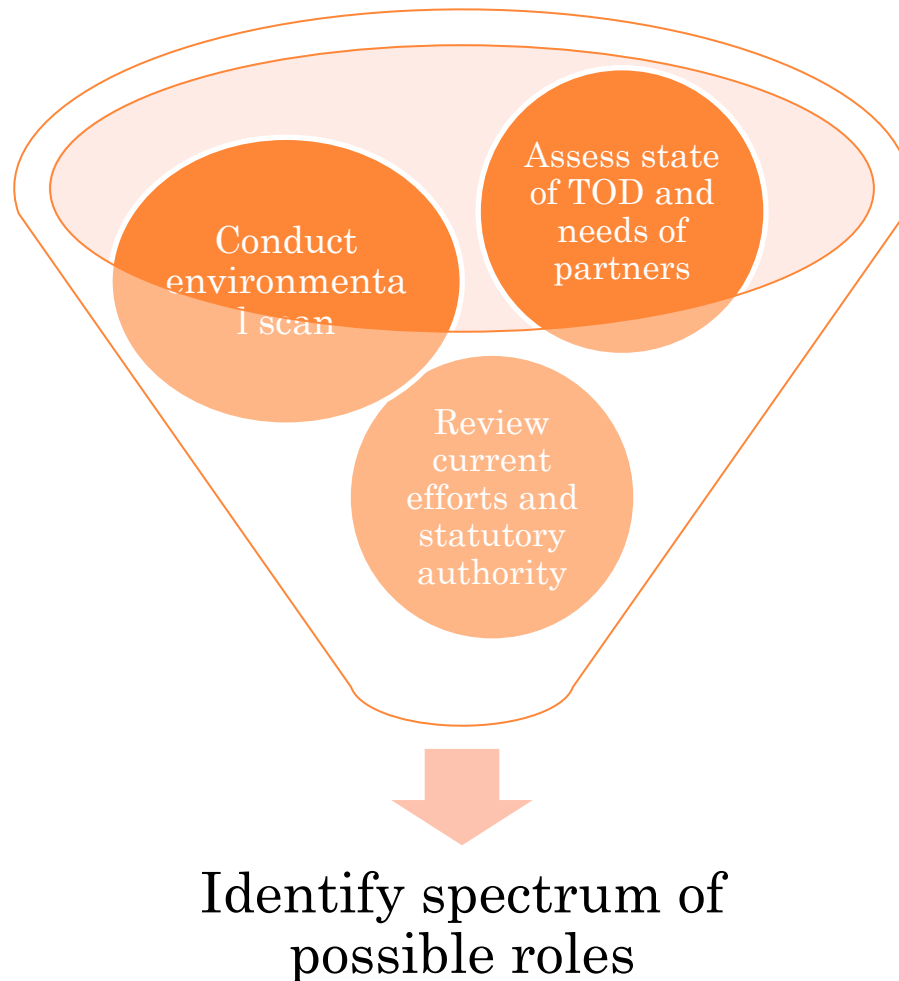 Assess state
of TOD and
needs of
partners
Conduct
environmenta
l scan
Review
current
efforts and
statutory
authority
Identify spectrum of
possible roles